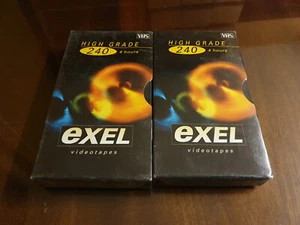 VHS
HIGH GRADE
240 4 hours
eXEL
videotapes
VHS
HIGH GRADE
240 4 hours
eXEL
videotapes